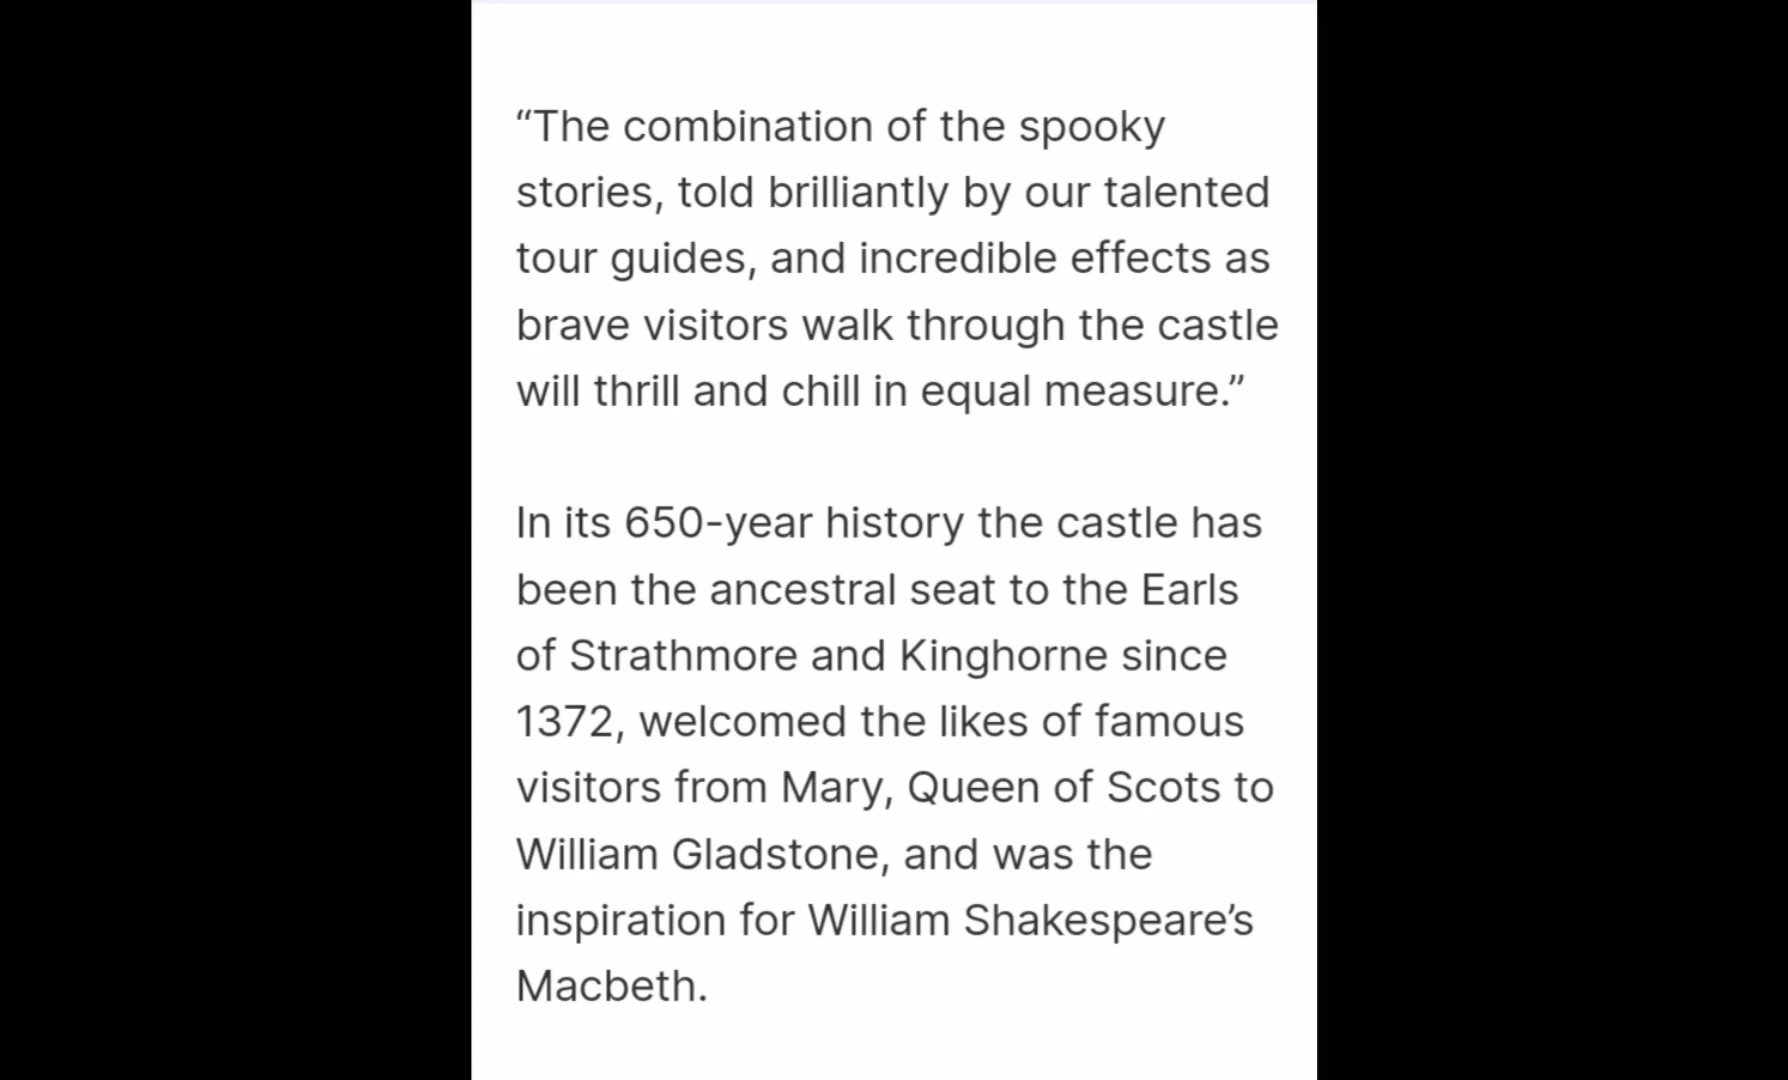 “The combination of the spooky
stories, told brilliantly by our talented
tour guides, and incredible effects as
brave visitors walk through the castle
will thrill and chill in equal measure.”
In its 650-year history the castle has
been the ancestral seat to the Earls
of Strathmore and Kinghorne since
1372, welcomed the likes of famous
visitors from Mary, Queen of Scots to
William Gladstone, and was the
inspiration for William Shakespeare’s
Macbeth.